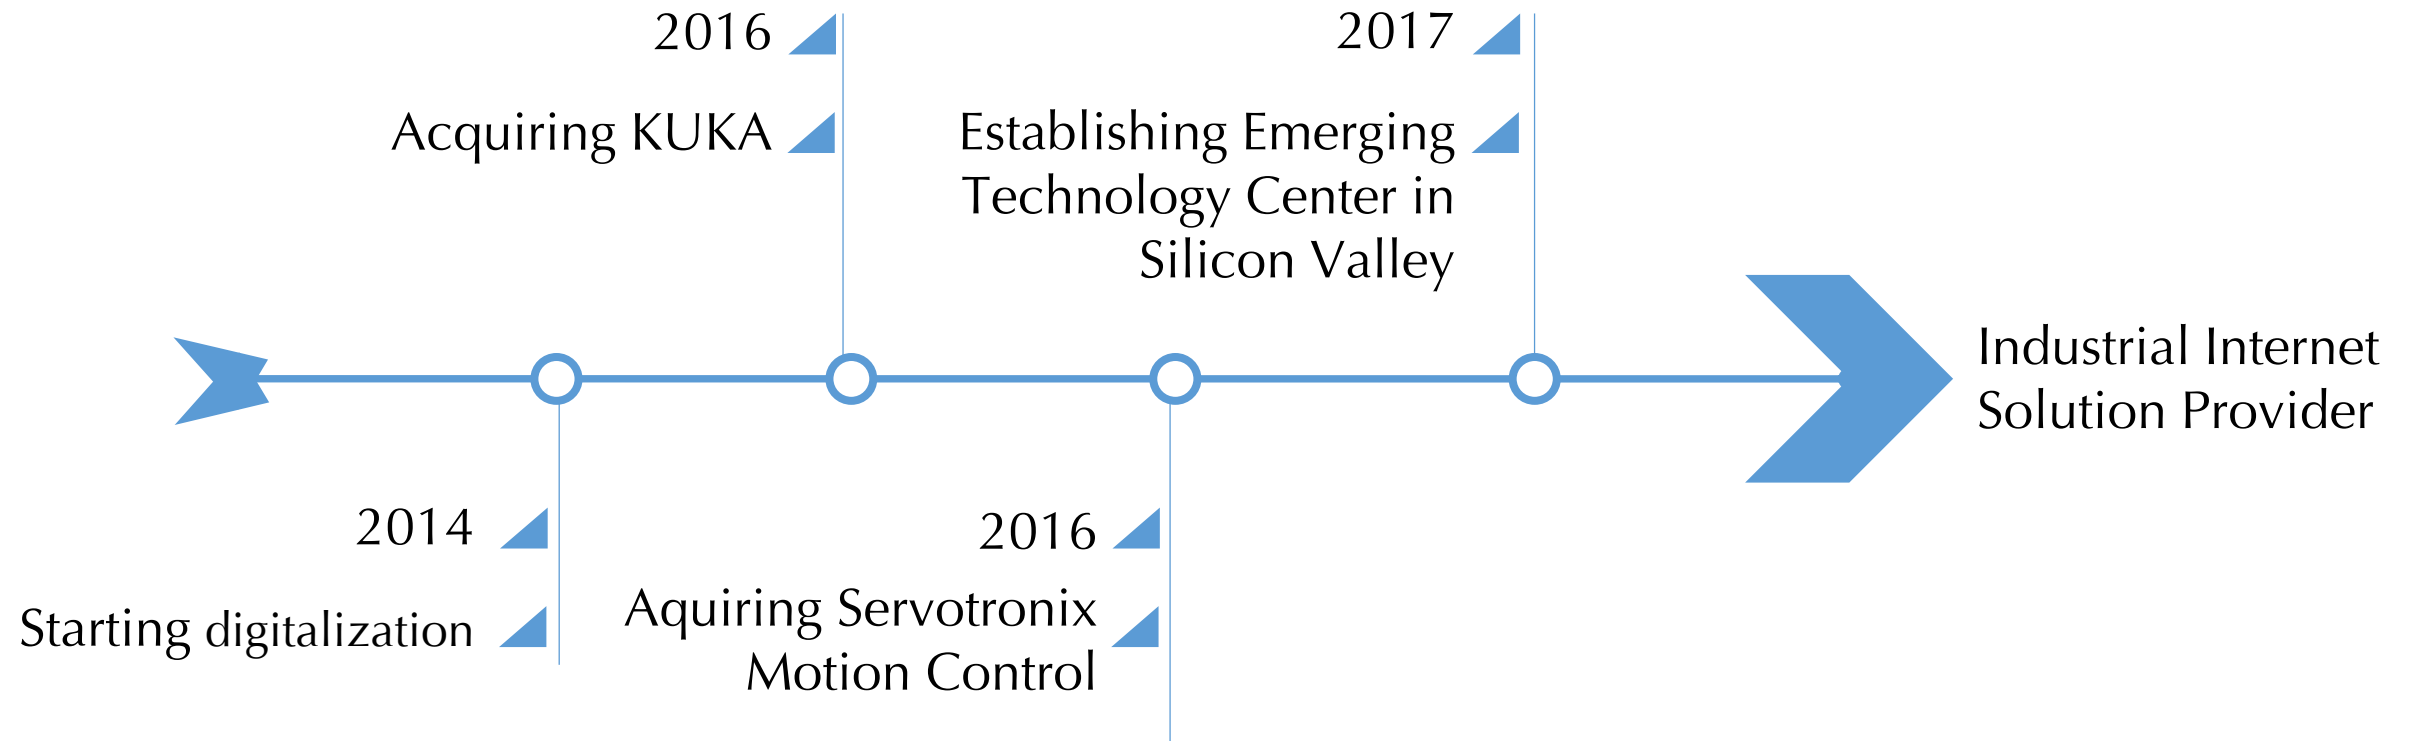 2016
Acquiring KUKA
2017
Establishing Emerging
Technology Center in
Silicon Valley
Industrial Internet
Solution Provider
2014
Starting digitalization
2016
Aquiring Servotronix
Motion Control